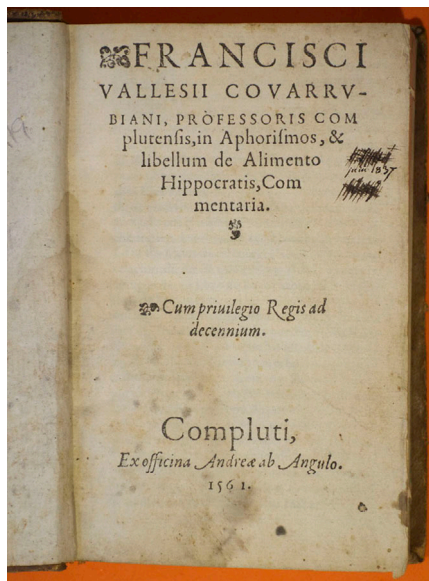 FRANCISCI
VALLESII COVARRV-
BIANI, PROFESSORIS COM
plutensis,in Aphorismos, &
libellum de Alimento
Hippocratis,Com
mentaria.
Cum priuilegio Regis ad
decennium.
Compluti,
Ex officina Andreæ ab Angulo.
1561.